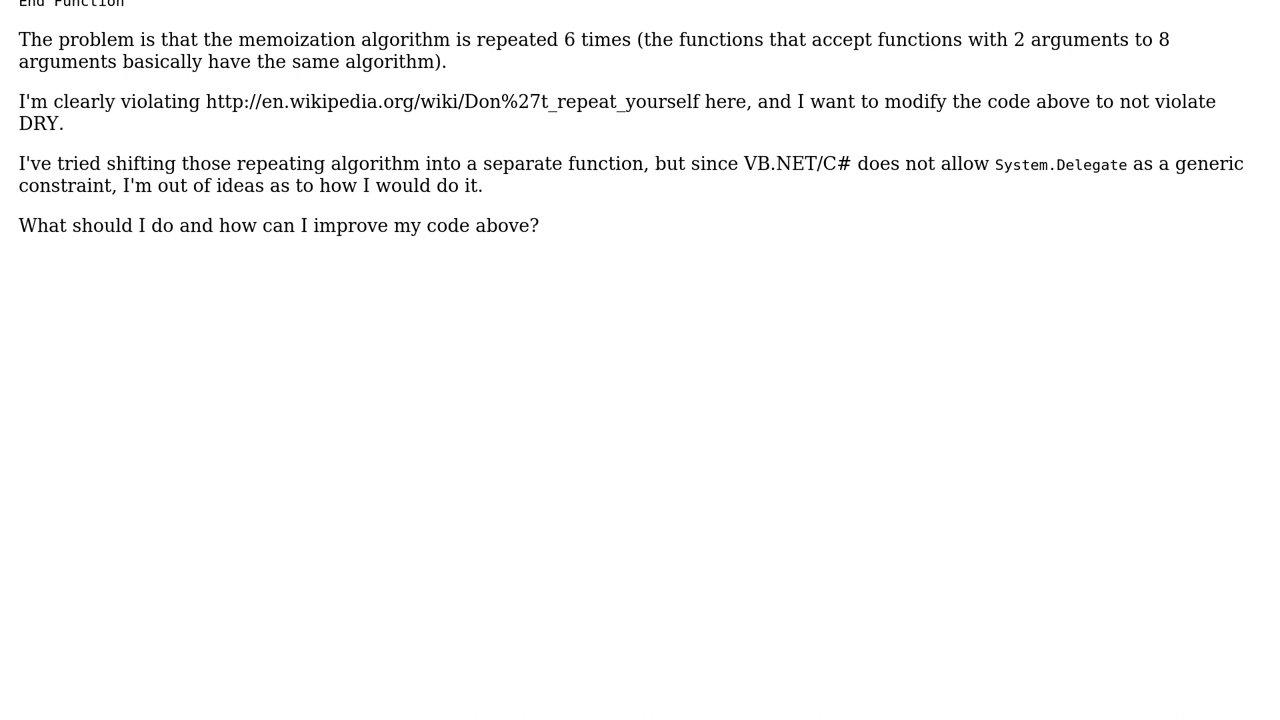 End Function
The problem is that the memoization algorithm is repeated 6 times (the functions that accept functions with 2 arguments to 8
arguments basically have the same algorithm).
I'm clearly violating http://en.wikipedia.org/wiki/Don%27t_repeat_yourself here, and I want to modify the code above to not violate
DRY.
I've tried shifting those repeating algorithm into a separate function, but since VB.NET/C# does not allow System.Delegate as a generic
constraint, I'm out of ideas as to how I would do it.
What should I do and how can I improve my code above?